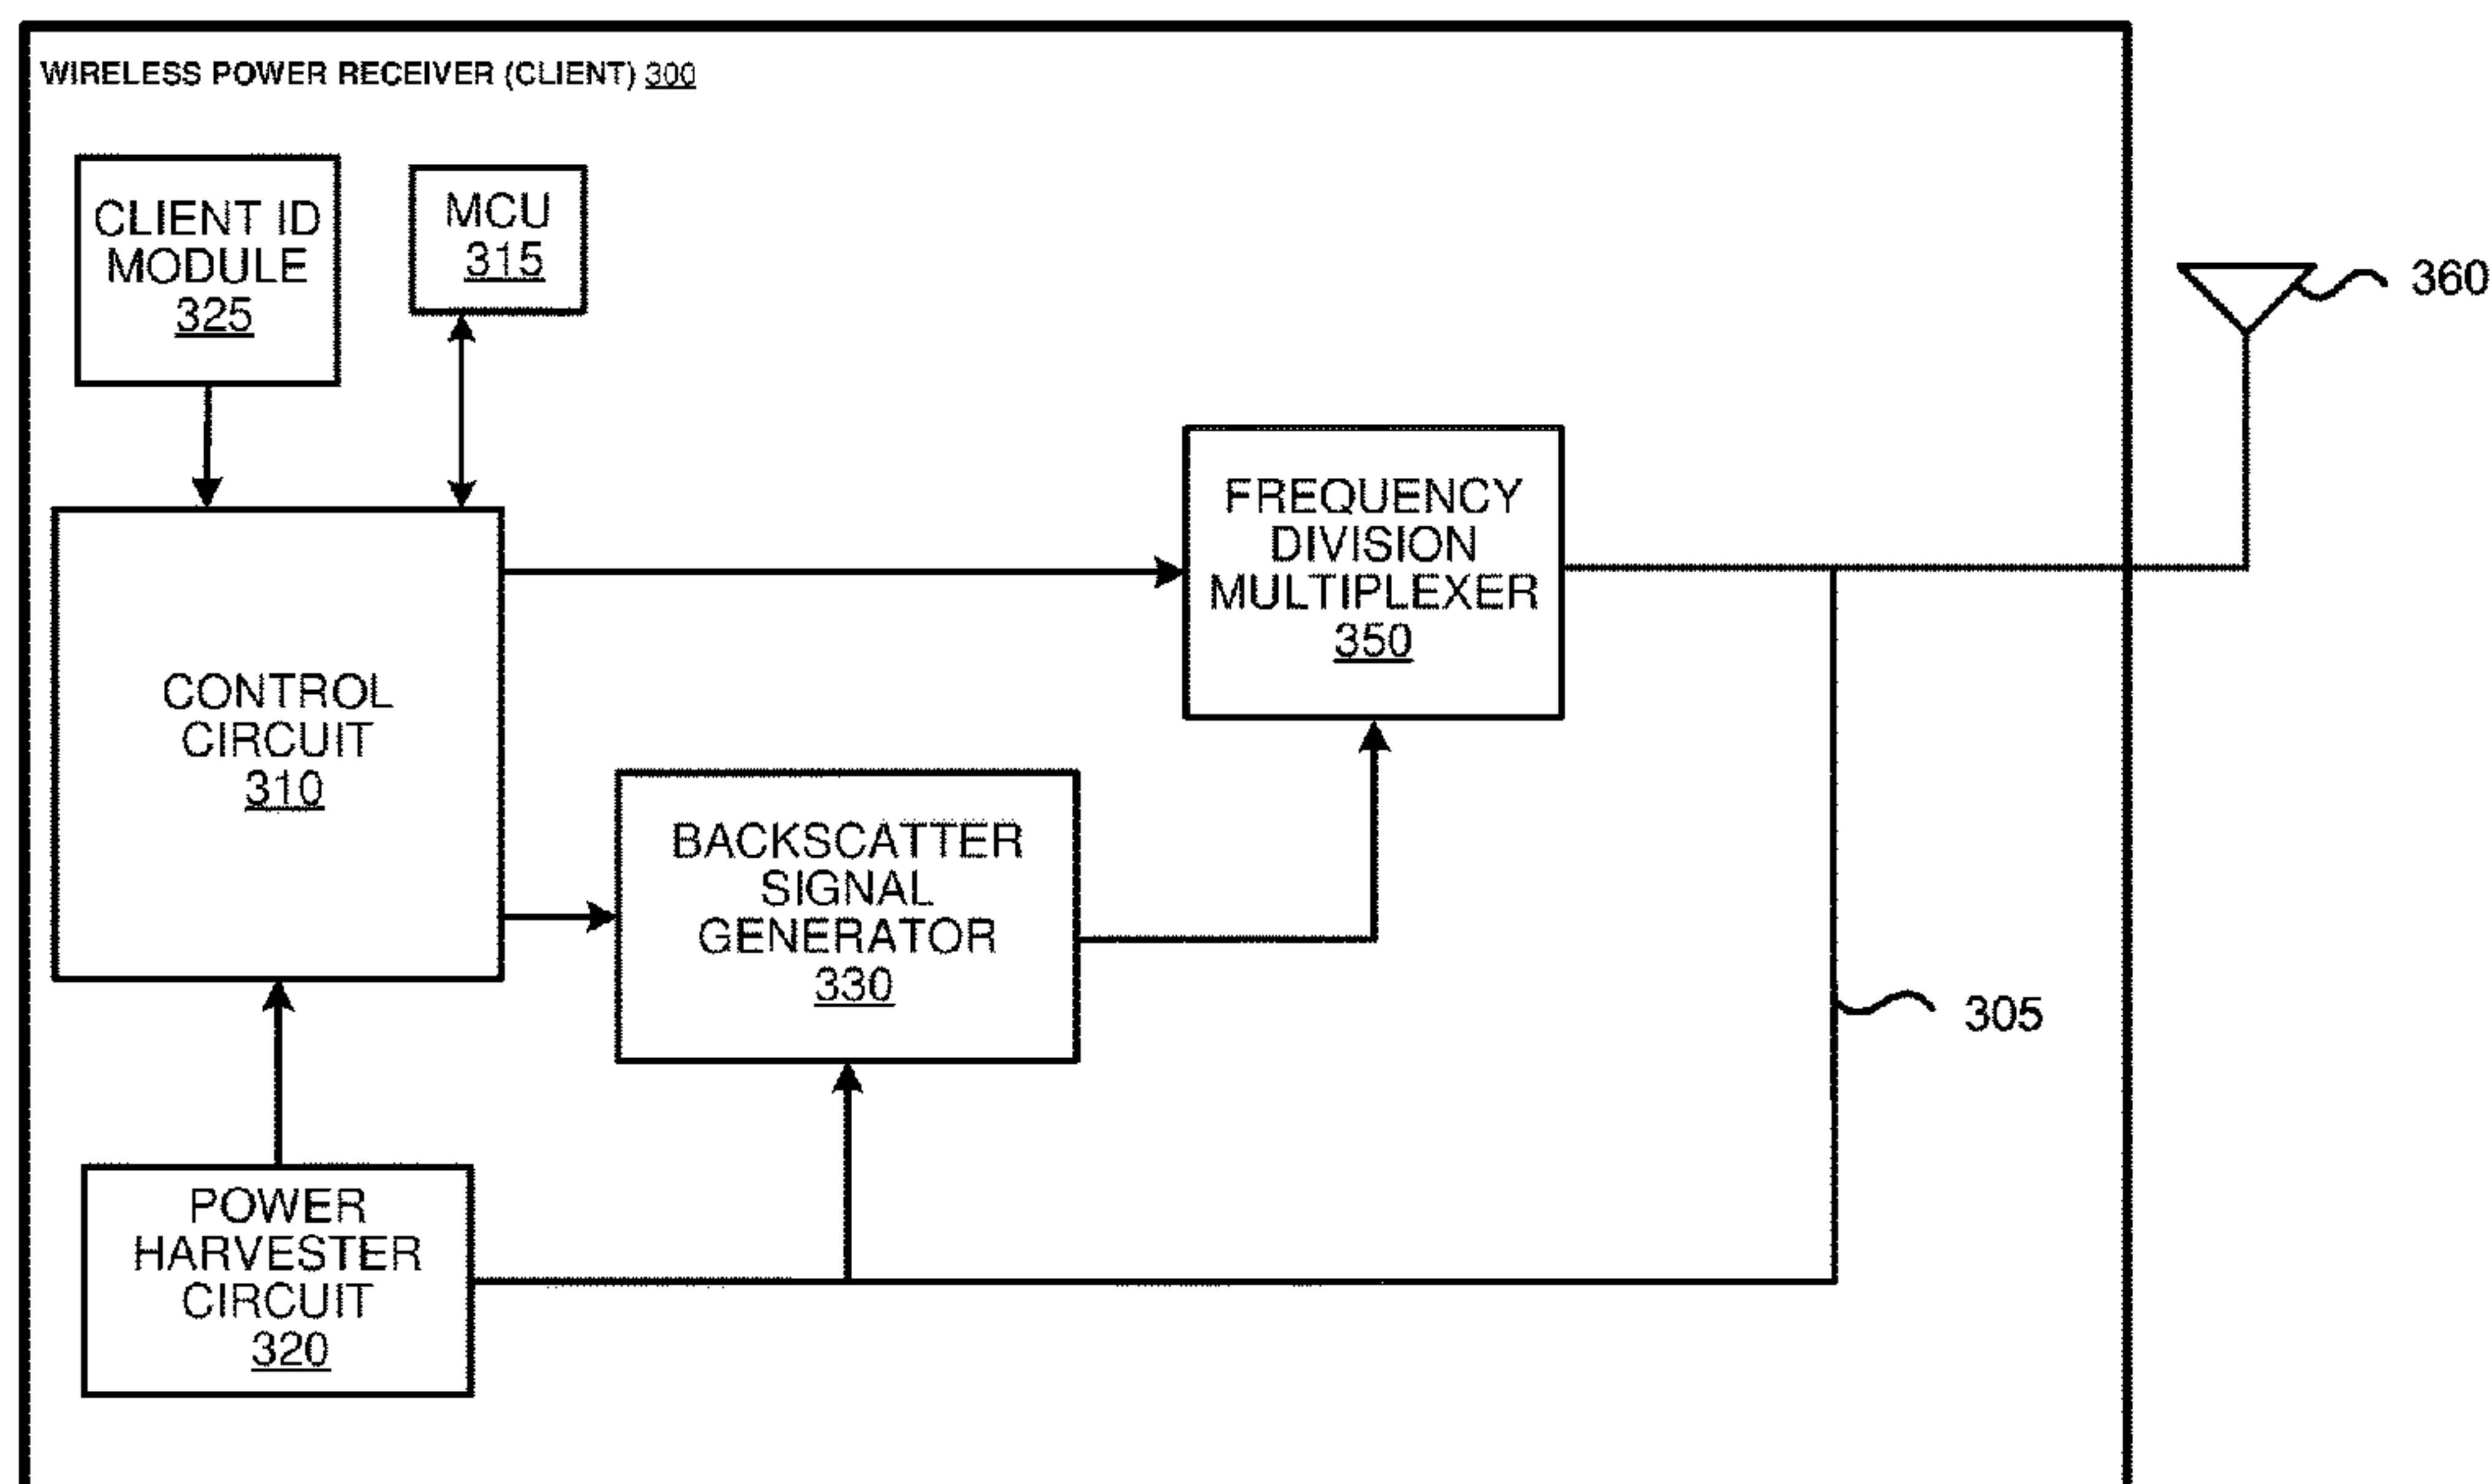 WIRELESS POWER RECEIVER (CLIENT) 300
CLIENT ID
MODULE
325
MCU
315
360
FREQUENCY
DIVISION
MULTIPLEXER
350
CONTROL
CIRCUIT
310
BACKSCATTER
SIGNAL
GENERATOR
330
305
POWER
HARVESTER
CIRCUIT
320